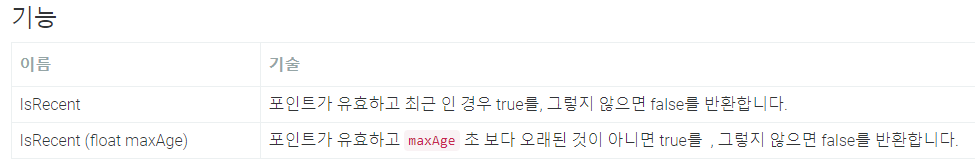 기능
이름 기술
IsRecent 포인트가 유효하고 최근 인 경우 true를, 그렇지 않으면 false를 반환합니다.
IsRecent (float maxAge) 포인트가 유효하고 maxAge 초 보다 오래된 것이 아니면 true를 , 그렇지 않으면 false를 반환합니다.